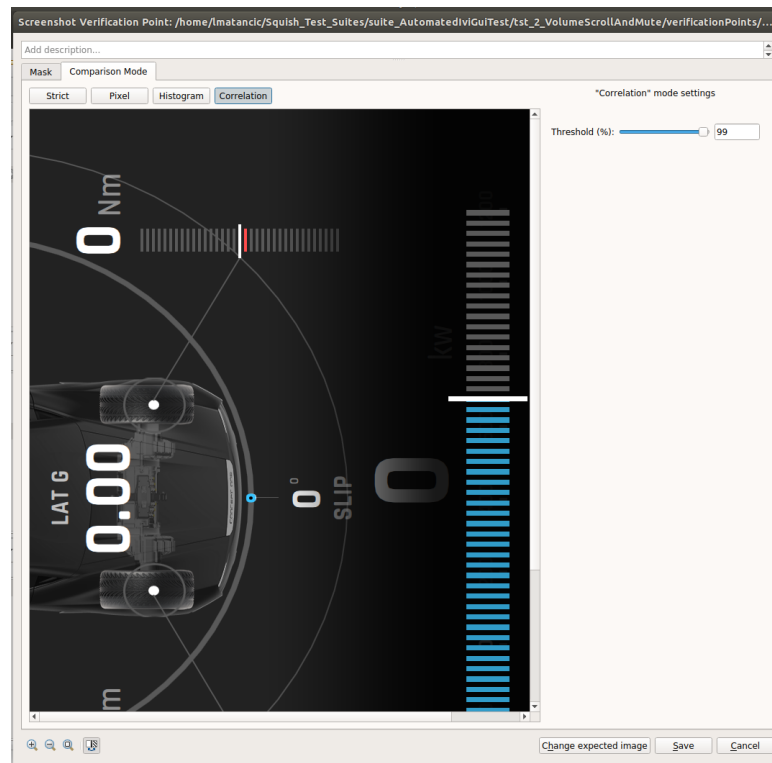 Screenshot Verification Point: /home/lmatancic/Squish_Test_Suites/suite_AutomatediviGuiTest/tst_2_VolumeScrollAndMute/verificationPoints/...
Add description...
Mask Comparison Mode
Strict Pixel Histogram Correlation
"Correlation" mode settings
Threshold (%): 99
0 Nm
kw
LAT G
0.00
0°
SLIP
0
m
Change expected image Save Cancel